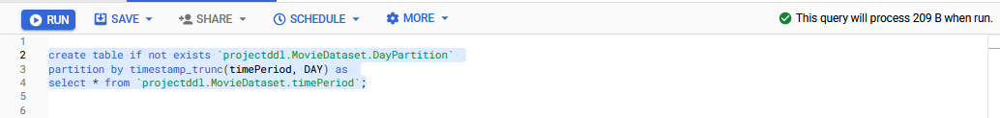 RUN SAVE SHARE SCHEDULE MORE This query will process 209 B when run.
1
2 create table if not exists `projectddl.MovieDataset.DayPartition`
3 partition by timestamp_trunc(timePeriod, DAY) as
4 select * from `projectddl.MovieDataset.timePeriod`;
5
6